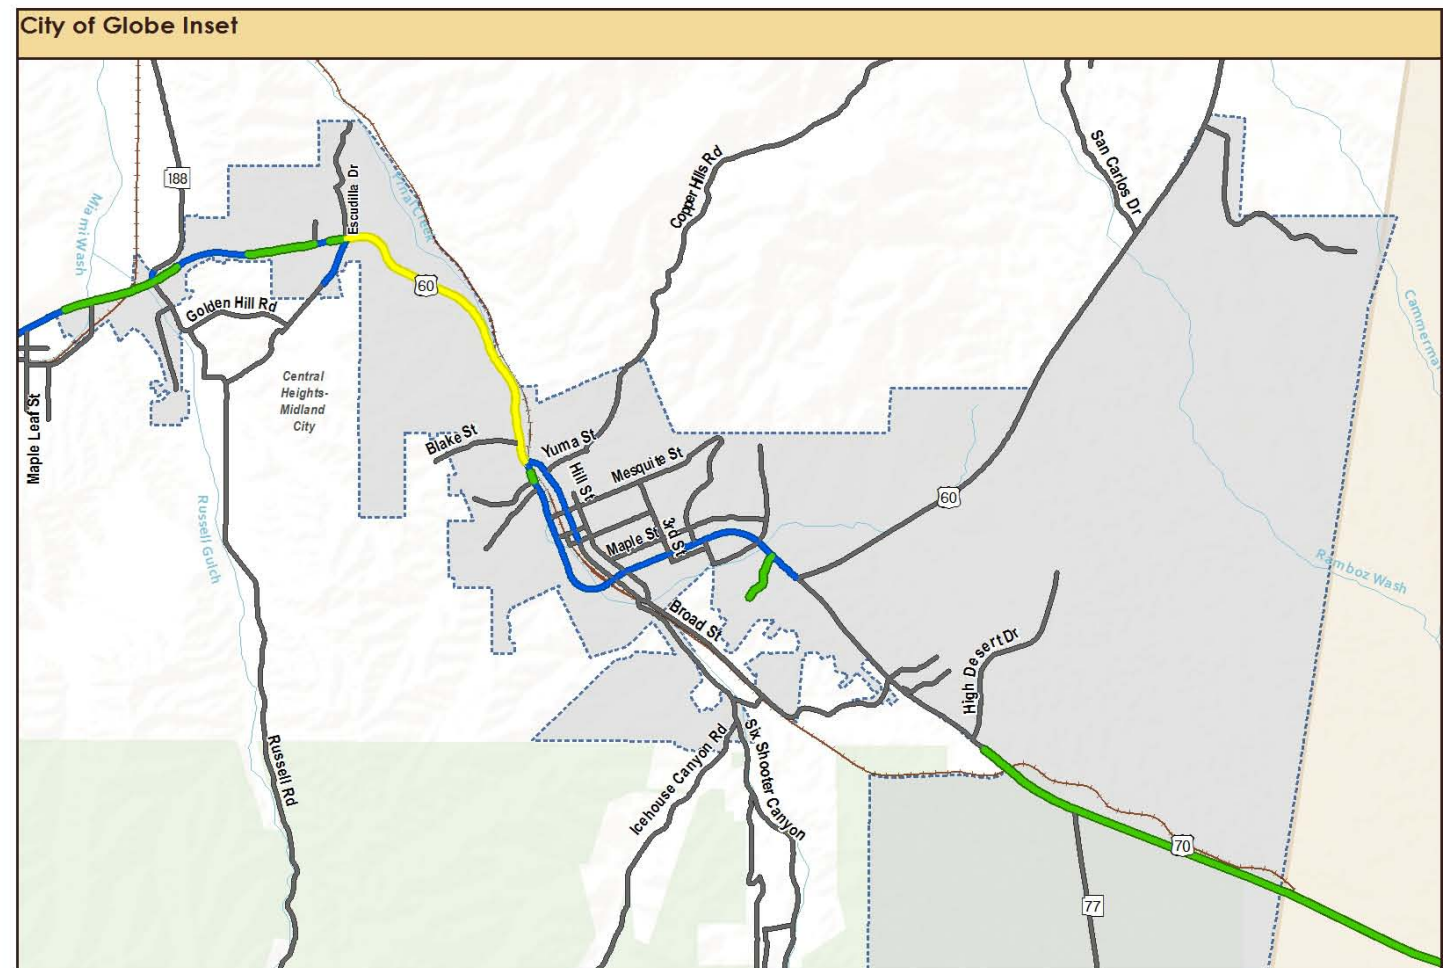 City of Globe Inset
188
Escudilla Dr
Pinal Creek
Copper Hills Rd
San Carlos Dr
Miami Wash
60
Golden Hill Rd
Central
Heights-
Midland
City
Maple Leaf St
Blake St
Yuma St
Hill St
Mesquite St
60
3rd St
Maple St
Russell Gulch
Ramboz Wash
Broad St
High Desert Dr
Icehouse Canyon Rd
Six Shooter Canyon
Russell Rd
70
77